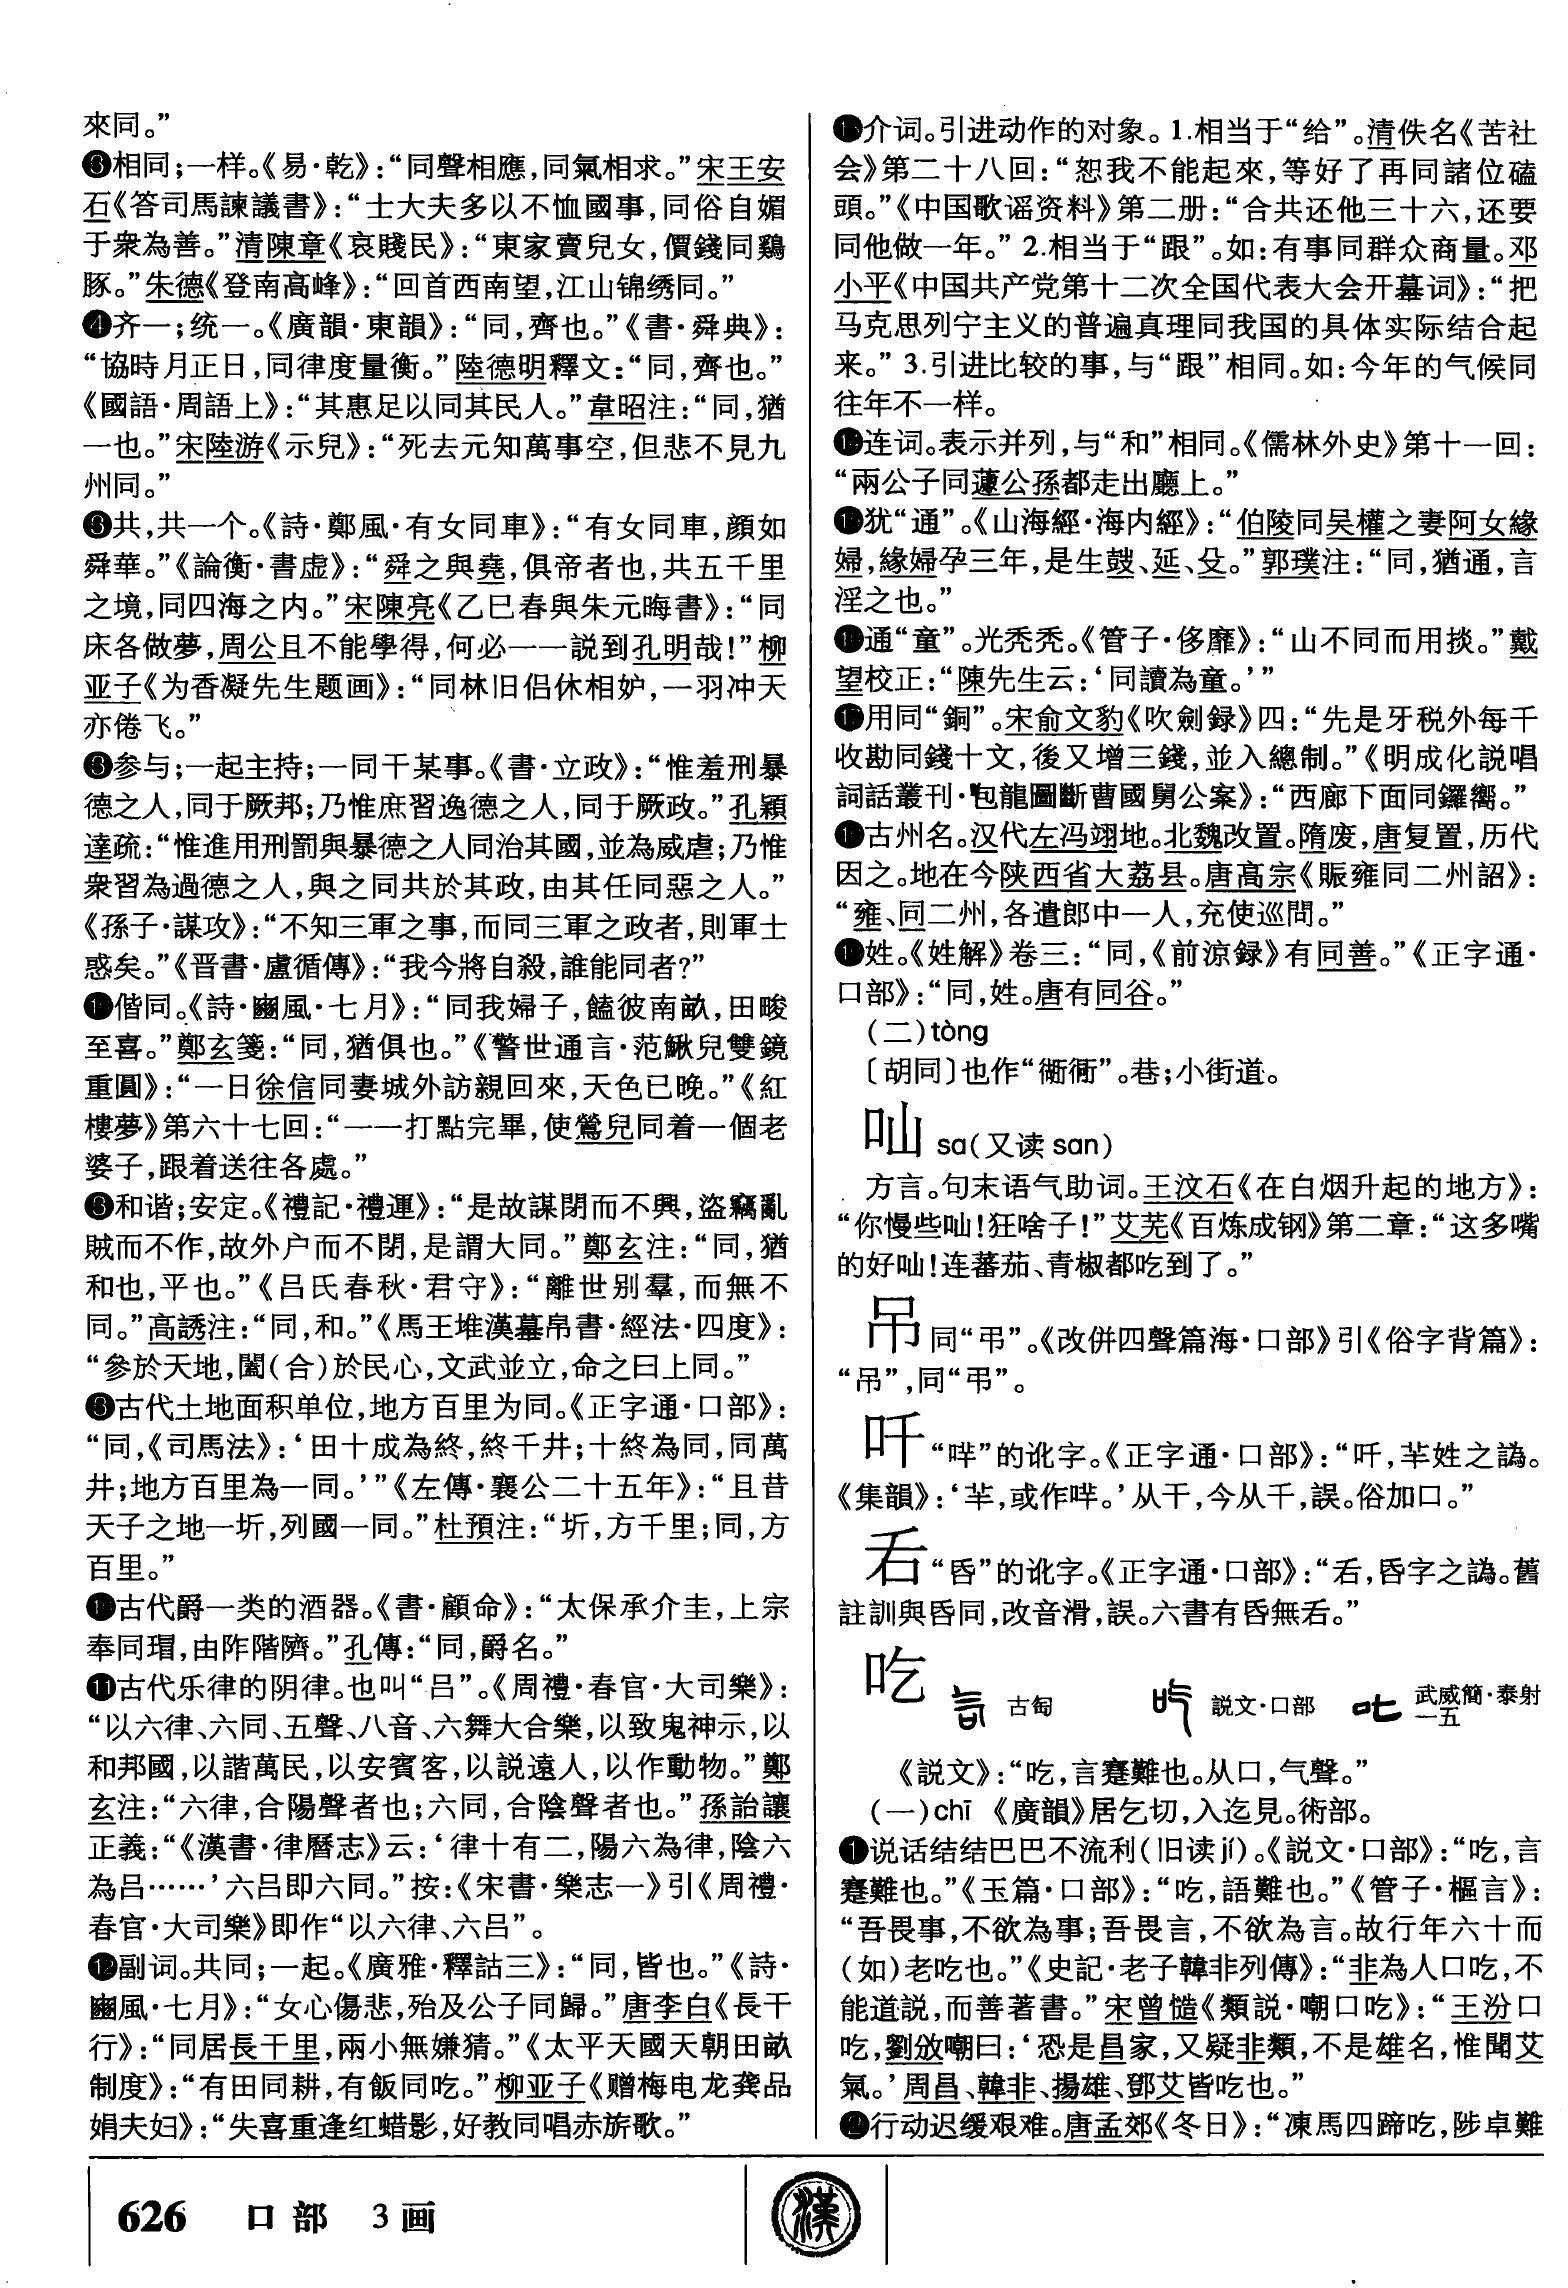 來同。”
❸相同；一样。《易·乾》：“同聲相應，同氣相求。”宋王安
石《答司馬諫議書》：“士大夫多以不恤國事，同俗自媚
于衆為善。”清陳章《哀賤民》：“東家賣兒女，價錢同鷄
豚。”朱德《登南高峰》：“回首西南望，江山锦绣同。”
❹齐一；统一。《廣韻·東韻》：“同，齊也。”《書·舜典》：
“協時月正日，同律度量衡。”陸德明釋文：“同，齊也。”
《國語·周語上》：“其惠足以同其民人。”韋昭注：“同，猶
一也。”宋陸游《示兒》：“死去元知萬事空，但悲不見九
州同。”
共，共一个。《詩·鄭風·有女同車》：“有女同車，顔如
舜華。”《論衡·書虚》：“舜之與堯，俱帝者也，共五千里
之境，同四海之内。”宋陳亮《乙巳春與朱元晦書》：“同
床各做夢，周公且不能學得，何必一一説到孔明哉！”柳
亚子《为香凝先生题画》：“同林旧侣休相妒，一羽冲天
亦倦飞。”
参与；一起主持；一同干某事。《書·立政》：“惟羞刑暴
德之人，同于厥邦；乃惟庶習逸德之人，同于厥政。”孔穎
達疏：“惟進用刑罰與暴德之人同治其國，並為威虐；乃惟
衆習為過德之人，與之同共於其政，由其任同惡之人。”
《孫子·謀攻》：“不知三軍之事，而同三軍之政者，則軍士
惑矣。”《晋書·盧循傳》：“我今將自殺，誰能同者？”
偕同。《詩·豳風·七月》：“同我婦子，饁彼南畝，田畯
至喜。”鄭玄箋：“同，猶俱也。”《警世通言·范鰍兒雙鏡
重圓》：“一日徐信同妻城外訪親回來，天色已晚。”《紅
樓夢》第六十七回：“一一打點完畢，使鶯兒同着一個老
婆子，跟着送往各處。”
和谐；安定。《禮記·禮運》：“是故謀閉而不興，盜竊亂
賊而不作，故外户而不閉，是謂大同。”鄭玄注：“同，猶
和也，平也。”《吕氏春秋·君守》：“離世别羣，而無不
同。”高誘注：“同，和。”《馬王堆漢墓帛書·經法·四度》：
“參於天地，闔（合）於民心，文武並立，命之曰上同。”
古代土地面积单位，地方百里为同。《正字通·口部》：
“同，《司馬法》：‘田十成為終，終千井；十終為同，同萬
井；地方百里為一同。’”《左傳·襄公二十五年》：“且昔
天子之地一圻，列國一同。”杜預注：“圻，方千里；同，方
百里。”
古代爵一类的酒器。《書·顧命》：“太保承介圭，上宗
奉同瑁，由阼階隮。”孔傳：“同，爵名。”
⓫古代乐律的阴律。也叫“吕”。《周禮·春官·大司樂》：
“以六律、六同、五聲、八音、六舞大合樂，以致鬼神示，以
和邦國，以諧萬民，以安賓客，以説遠人，以作動物。”鄭
玄注：“六律，合陽聲者也；六同，合陰聲者也。”孫詒讓
正義：“《漢書·律曆志》云：‘律十有二，陽六為律，陰六
為吕……’六吕即六同。”按：《宋書·樂志一》引《周禮·
春官·大司樂》即作“以六律、六吕”。
⓬副词。共同；一起。《廣雅·釋詁三》：“同，皆也。”《詩·
豳風·七月》：“女心傷悲，殆及公子同歸。”唐李白《長干
行》：“同居長干里，兩小無嫌猜。”《太平天國天朝田畝
制度》：“有田同耕，有飯同吃。”柳亚子《赠梅电龙龚品
娟夫妇》：“失喜重逢红蜡影，好教同唱赤旂歌。”
介词。引进动作的对象。1.相当于“给”。清佚名《苦社
会》第二十八回：“恕我不能起來，等好了再同諸位磕
頭。”《中国歌谣资料》第二册：“合共还他三十六，还要
同他做一年。”2.相当于“跟”。如：有事同群众商量。邓
小平《中国共产党第十二次全国代表大会开幕词》：“把
马克思列宁主义的普遍真理同我国的具体实际结合起
来。”3.引进比较的事，与“跟”相同。如：今年的气候同
往年不一样。
连词。表示并列，与“和”相同。《儒林外史》第十一回：
“兩公子同蘧公孫都走出廳上。”
犹“通”。《山海經·海内經》：“伯陵同吴權之妻阿女緣
婦，緣婦孕三年，是生鼓、延、殳。”郭璞注：“同，猶通，言
淫之也。”
通“童”。光秃秃。《管子·侈靡》：“山不同而用掞。”戴
望校正：“陳先生云：‘同讀為童。’”
用同“銅”。宋俞文豹《吹劍録》四：“先是牙税外每千
收勘同錢十文，後又增三錢，並入總制。”《明成化説唱
詞話叢刊·包龍圖斷曹國舅公案》：“西廊下面同鑼嚮。”
古州名。汉代左冯翊地。北魏改置。隋废，唐复置，历代
因之。地在今陕西省大荔县。唐高宗《賑雍同二州詔》：
“雍、同二州，各遣郎中一人，充使巡問。”
姓。《姓解》卷三：“同，《前涼録》有同善。”《正字通·
口部》：“同，姓。唐有同谷。”
（二）tòng
〔胡同〕也作“衚衕”。巷；小街道。
吣 sa（又读 san）
方言。句末语气助词。王汶石《在白烟升起的地方》：
“你慢些！狂啥子！”艾芜《百炼成钢》第二章：“这多嘴
的好！连蕃茄、青椒都吃到了。”
吊 同“弔”。《改併四聲篇海·口部》引《俗字背篇》：
“吊”，同“弔”。
吀 “哶”的讹字。《正字通·口部》：“吀，羋姓之譌。
《集韻》：‘羋，或作哶。’从干，今从千，誤。俗加口。”
𠮯 “昏”的讹字。《正字通·口部》：“𠮯，昏字之譌。舊
註訓與昏同，改音滑，誤。六書有昏無𠮯。”
吃 古匋 説文·口部 武威簡·泰射一五
《説文》：“吃，言蹇難也。从口，气聲。”
（一）chī 《廣韻》居乞切，入迄見。術部。
❶说话结结巴巴不流利（旧读jí）。《説文·口部》：“吃，言
蹇難也。”《玉篇·口部》：“吃，語難也。”《管子·樞言》：
“吾畏事，不欲為事；吾畏言，不欲為言。故行年六十而
（如）老吃也。”《史記·老子韓非列傳》：“非為人口吃，不
能道説，而善著書。”宋曾慥《類説·嘲口吃》：“王汾口
吃，劉攽嘲曰：‘恐是昌家，又疑非類，不是雄名，惟聞艾
氣。’周昌、韓非、揚雄、鄧艾皆吃也。”
❷行动迟缓艰难。唐孟郊《冬日》：“凍馬四蹄吃，陟卓難
626 口部 3画
漢